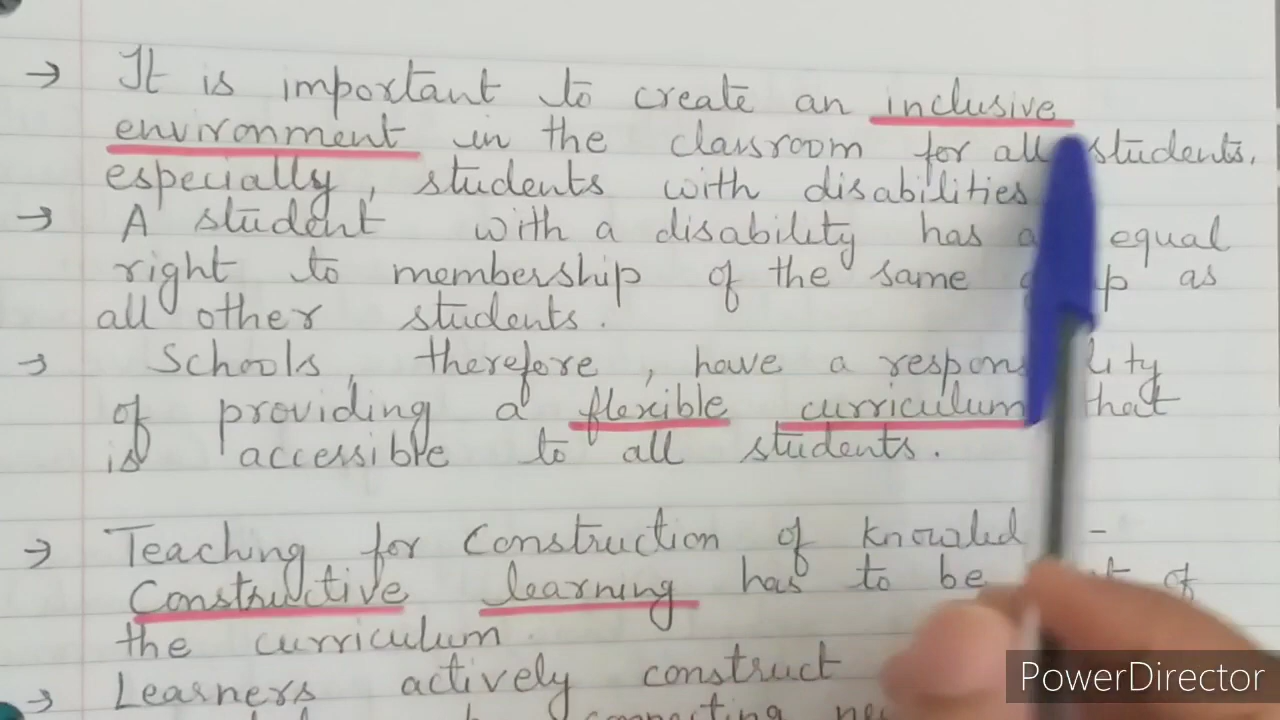 → It is important to create an inclusive
environment in the classroom for all students,
especially, students with disabilities
→ A student with a disability has equal
right to membership of the same as
all other students.
→ Schools, therefore, have a
of providing a flexible curriculum that
is accessible to all students.
→ Teaching for Construction of -
Constructive learning has to be of
the curriculum.
→ Learners actively construct
connecting
PowerDirector